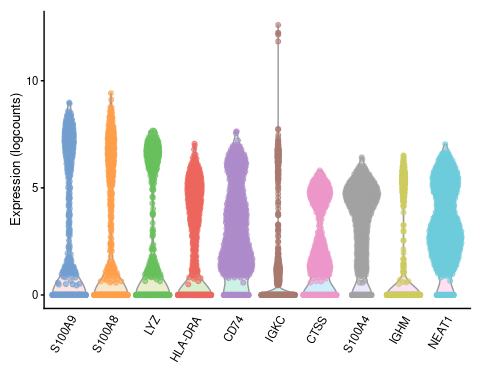 Expression (logcounts)
10
5
0
S100A9
S100A8
LYZ
HLA-DRA
CD74
IGKC
CTSS
S100A4
IGHM
NEAT1